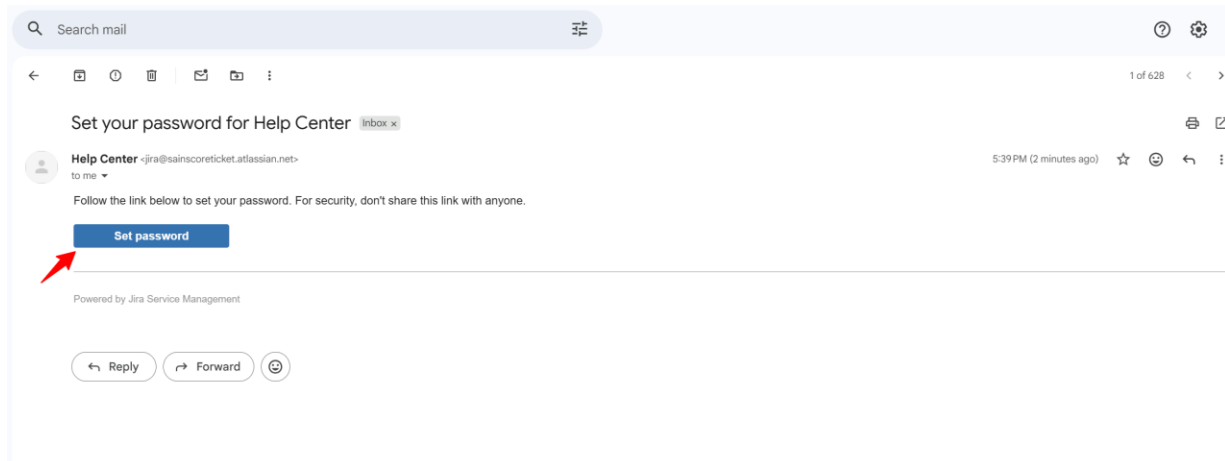 Search mail
1 of 628
Set your password for Help Center Inbox x
Help Center <jira@sainscoreticket.atlassian.net> 5:39 PM (2 minutes ago)
to me
Follow the link below to set your password. For security, don't share this link with anyone.
Set password
Powered by Jira Service Management
Reply Forward